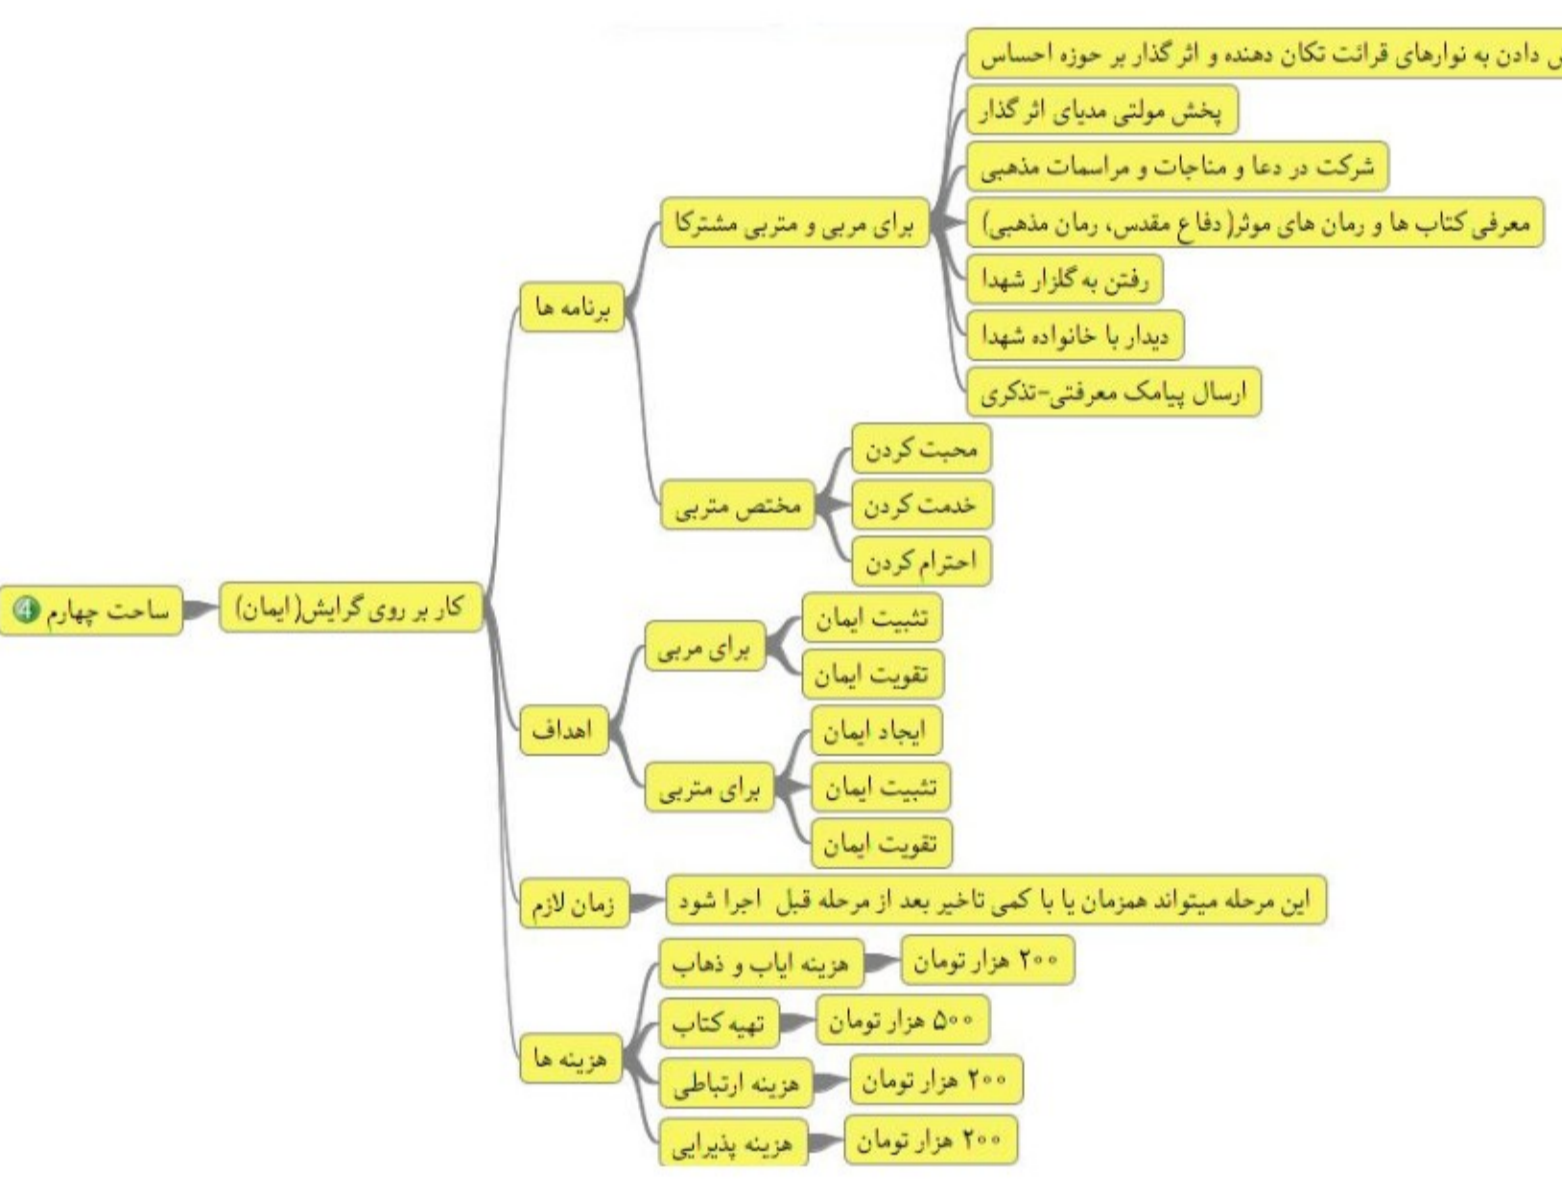 ساحت چهارم 4
کار بر روی گرایش( ایمان)
برنامه ها
برای مربی و متربی مشترکا
دادن به نوارهای قرائت تکان دهنده و اثر گذار بر حوزه احساس
پخش مولتی مدیای اثر گذار
شرکت در دعا و مناجات و مراسمات مذهبی
معرفی کتاب ها و رمان های موثر( دفاع مقدس، رمان مذهبی)
رفتن به گلزار شهدا
دیدار با خانواده شهدا
ارسال پیامک معرفتی-تذکری
مختص متربی
محبت کردن
خدمت کردن
احترام کردن
اهداف
برای مربی
تثبیت ایمان
تقویت ایمان
برای متربی
ایجاد ایمان
تثبیت ایمان
تقویت ایمان
زمان لازم
این مرحله میتواند همزمان یا با کمی تاخیر بعد از مرحله قبل اجرا شود
هزینه ها
هزینه ایاب و ذهاب
۲۰۰ هزار تومان
تهیه کتاب
۵۰۰ هزار تومان
هزینه ارتباطی
۲۰۰ هزار تومان
هزینه پذیرایی
۲۰۰ هزار تومان